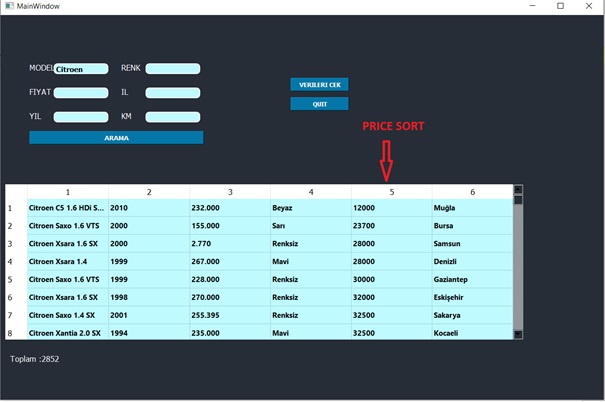 MainWindow
MODEL Citroen RENK
FIYAT IL
YIL KM
ARAMA
VERILERI CEK
QUIT
PRICE SORT
1 2 3 4 5 6
1 Citroen C5 1.6 HDi S... 2010 232.000 Beyaz 12000 Muğla
2 Citroen Saxo 1.6 VTS 2000 155.000 Sarı 23700 Bursa
3 Citroen Xsara 1.6 SX 2000 2.770 Renksiz 28000 Samsun
4 Citroen Xsara 1.4 1999 267.000 Mavi 28000 Denizli
5 Citroen Saxo 1.6 VTS 1999 228.000 Renksiz 30000 Gaziantep
6 Citroen Xsara 1.6 SX 1998 270.000 Renksiz 32000 Eskişehir
7 Citroen Saxo 1.4 SX 2001 255.395 Renksiz 32500 Sakarya
8 Citroen Xantia 2.0 SX 1994 235.000 Mavi 32500 Kocaeli
Toplam :2852